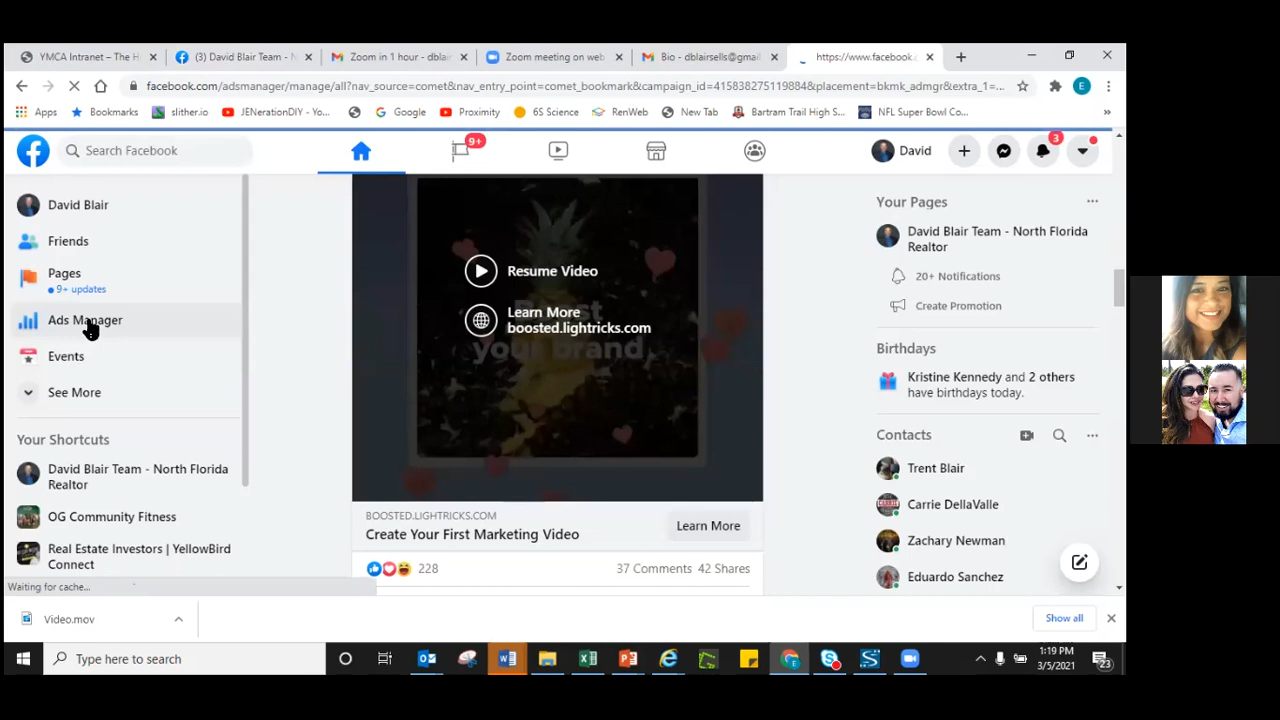 YMCA Intranet – The H
(3) David Blair Team - N
Zoom in 1 hour - dblair
Zoom meeting on web
Bio - dblairsells@gmail
https://www.facebook.
facebook.com/adsmanager/manage/all?nav_source=comet&nav_entry_point=comet_bookmark&campaign_id=415838275119884&placement=bkmk_admgr&extra_1=...
E
Apps
Bookmarks
slither.io
JENerationDIY - Yo...
Google
Proximity
6S Science
RenWeb
New Tab
Bartram Trail High S...
NFL Super Bowl Co...
Search Facebook
9+
David
3
David Blair
Friends
Pages
9+ updates
Ads Manager
Events
See More
Your Shortcuts
David Blair Team - North Florida
Realtor
OG Community Fitness
Real Estate Investors | YellowBird
Connect
Waiting for cache...
Resume Video
Learn More
boosted.lightricks.com
Boost
your brand
BOOSTED.LIGHTRICKS.COM
Create Your First Marketing Video
Learn More
228
37 Comments 42 Shares
Your Pages
David Blair Team - North Florida
Realtor
20+ Notifications
Create Promotion
Birthdays
Kristine Kennedy and 2 others
have birthdays today.
Contacts
Trent Blair
Carrie DellaValle
Zachary Newman
Eduardo Sanchez
Video.mov
Show all
Type here to search
1:19 PM
3/5/2021
23